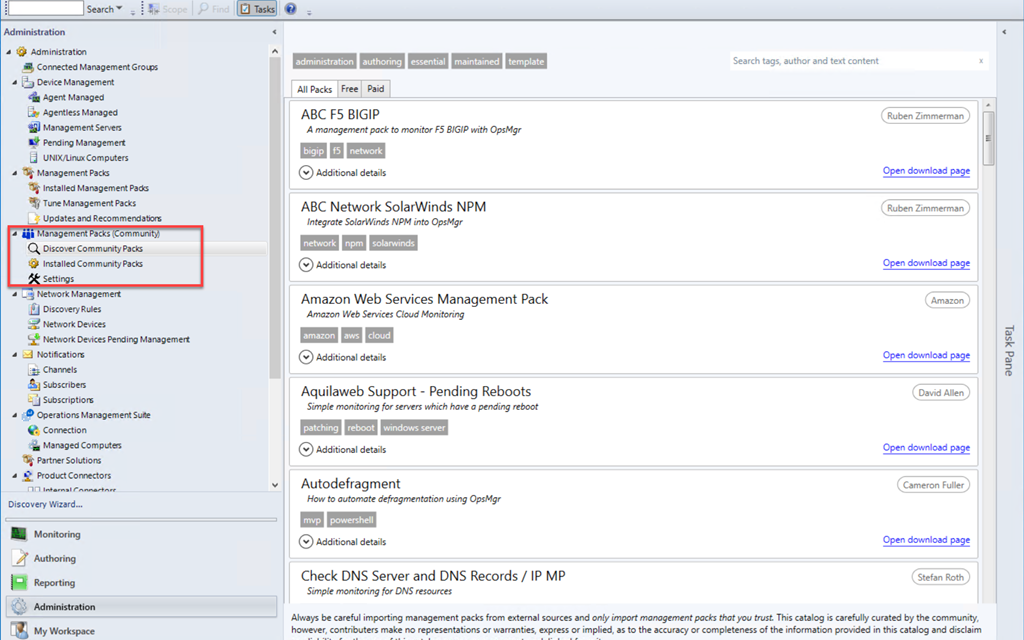 Search
Scope
Find
Tasks
Administration
Administration
Connected Management Groups
Device Management
Agent Managed
Agentless Managed
Management Servers
Pending Management
UNIX/Linux Computers
Management Packs
Installed Management Packs
Tune Management Packs
Updates and Recommendations
Management Packs (Community)
Discover Community Packs
Installed Community Packs
Settings
Network Management
Discovery Rules
Network Devices
Network Devices Pending Management
Notifications
Channels
Subscribers
Subscriptions
Operations Management Suite
Connection
Managed Computers
Partner Solutions
Product Connectors
Internal Connectors
Discovery Wizard...
Monitoring
Authoring
Reporting
Administration
My Workspace
administration authoring essential maintained template
Search tags, author and text content x
All Packs Free Paid
ABC F5 BIGIP
Ruben Zimmerman
A management pack to monitor F5 BIGIP with OpsMgr
bigip f5 network
Additional details
Open download page
ABC Network SolarWinds NPM
Ruben Zimmerman
Integrate SolarWinds NPM into OpsMgr
network npm solarwinds
Additional details
Open download page
Amazon Web Services Management Pack
Amazon
Amazon Web Services Cloud Monitoring
amazon aws cloud
Additional details
Open download page
Aquilaweb Support - Pending Reboots
David Allen
Simple monitoring for servers which have a pending reboot
patching reboot windows server
Additional details
Open download page
Autodefragment
Cameron Fuller
How to automate defragmentation using OpsMgr
mvp powershell
Additional details
Open download page
Check DNS Server and DNS Records / IP MP
Stefan Roth
Simple monitoring for DNS resources
Always be careful importing management packs from external sources and only import management packs that you trust. This catalog is carefully curated by the community,
however, contributers make no representations or warranties, express or implied, as to the accuracy or completeness of the information provided in this catalog and disclaim
Task Pane